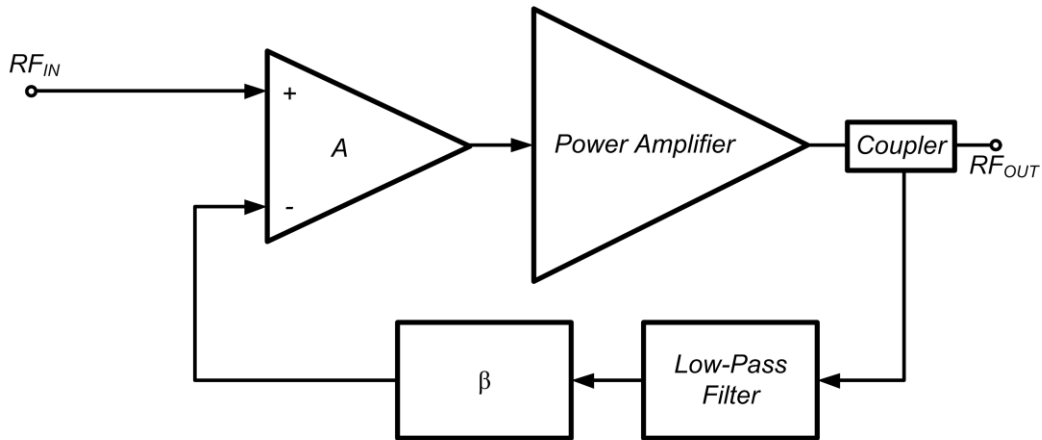 RF_IN
+
A
-
Power Amplifier
Coupler
RF_OUT
β
Low-Pass
Filter